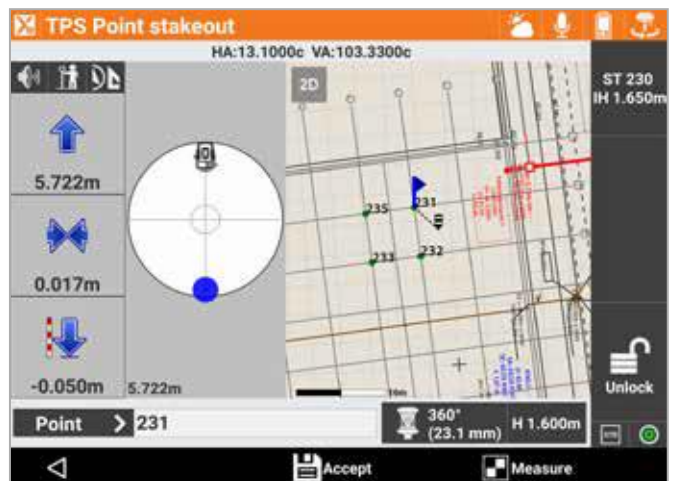 TPS Point stakeout
HA:13.1000c VA:103.3300c
2D
ST 230
IH 1.650m
5.722m
235
231
0.017m
233
232
-0.050m
5.722m
10m
Unlock
Point
231
360°
(23.1 mm)
H 1.600m
Accept
Measure